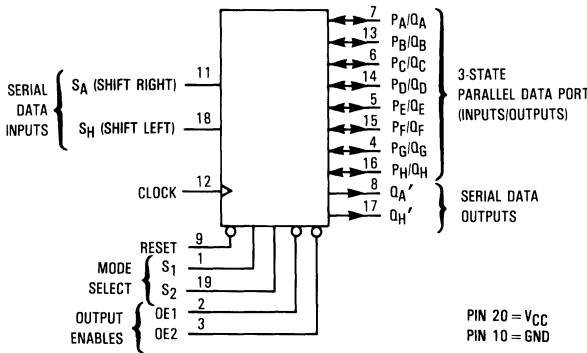 SERIAL
DATA
INPUTS
11
SA (SHIFT RIGHT)
18
SH (SHIFT LEFT)
12
CLOCK
9
RESET
MODE
SELECT
1
S1
19
S2
OUTPUT
ENABLES
2
OE1
3
OE2
7 PA/QA
13 PB/QB
6 PC/QC
14 PD/QD
5 PE/QE
15 PF/QF
4 PG/QG
16 PH/QH
3-STATE
PARALLEL DATA PORT
(INPUTS/OUTPUTS)
8 QA′
17 QH′
SERIAL DATA
OUTPUTS
PIN 20 = VCC
PIN 10 = GND